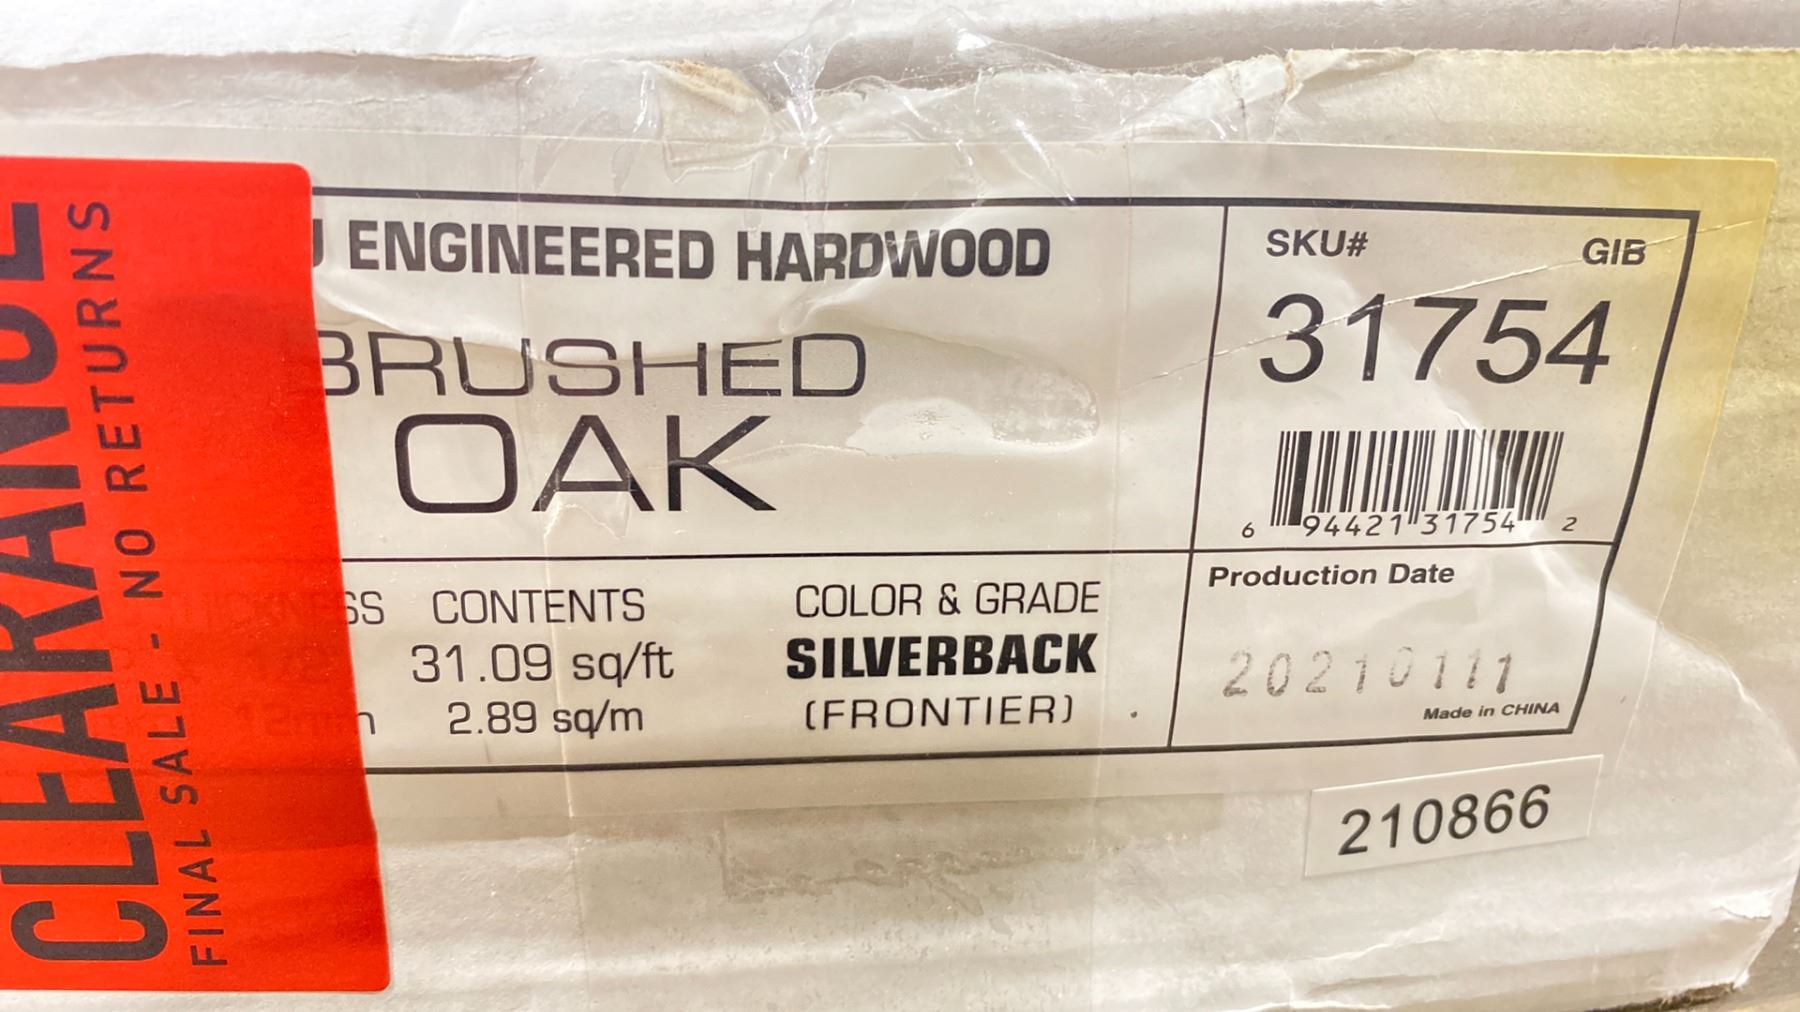 CLEARANCE
FINAL SALE - NO RETURNS
ENGINEERED HARDWOOD
BRUSHED
OAK
CONTENTS
31.09 sq/ft
2.89 sq/m
COLOR & GRADE
SILVERBACK
(FRONTIER)
SKU# GIB
31754
6 94421 31754 2
Production Date
20210111
Made in CHINA
210866